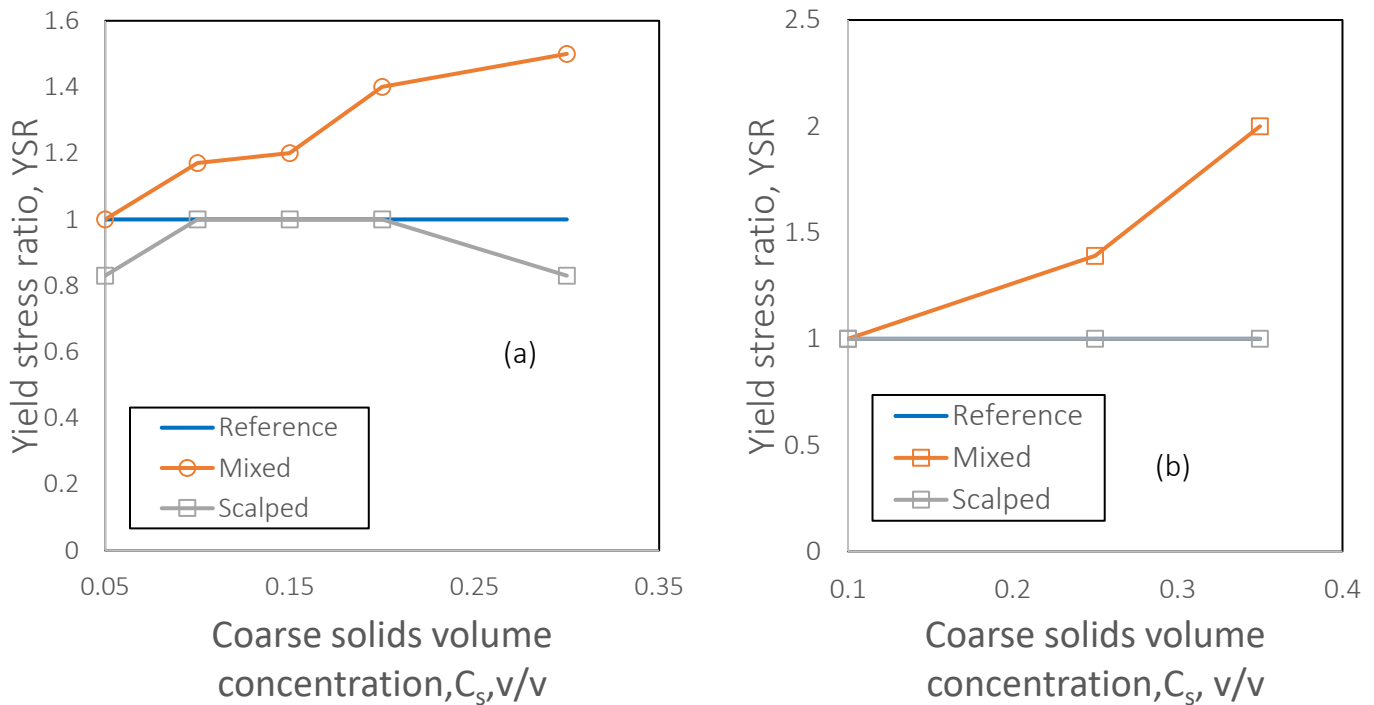 Yield stress ratio, YSR
1.6
1.4
1.2
1
0.8
0.6
0.4
0.2
0
(a)
Reference
Mixed
Scalped
0.05
0.15
0.25
0.35
Coarse solids volume
concentration,Cs,v/v
Yield stress ratio, YSR
2.5
2
1.5
1
0.5
0
Reference
Mixed
Scalped
(b)
0.1
0.2
0.3
0.4
Coarse solids volume
concentration,Cs, v/v